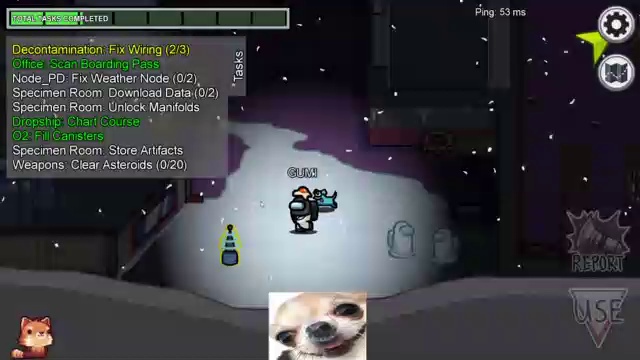 TOTAL TASKS COMPLETED
Ping: 53 ms
Decontamination: Fix Wiring (2/3)
Office: Scan Boarding Pass
Node_PD: Fix Weather Node (0/2)
Specimen Room: Download Data (0/2)
Specimen Room: Unlock Manifolds
Dropship: Chart Course
O2: Fill Canisters
Specimen Room: Store Artifacts
Weapons: Clear Asteroids (0/20)
Tasks
GUMI
REPORT
USE